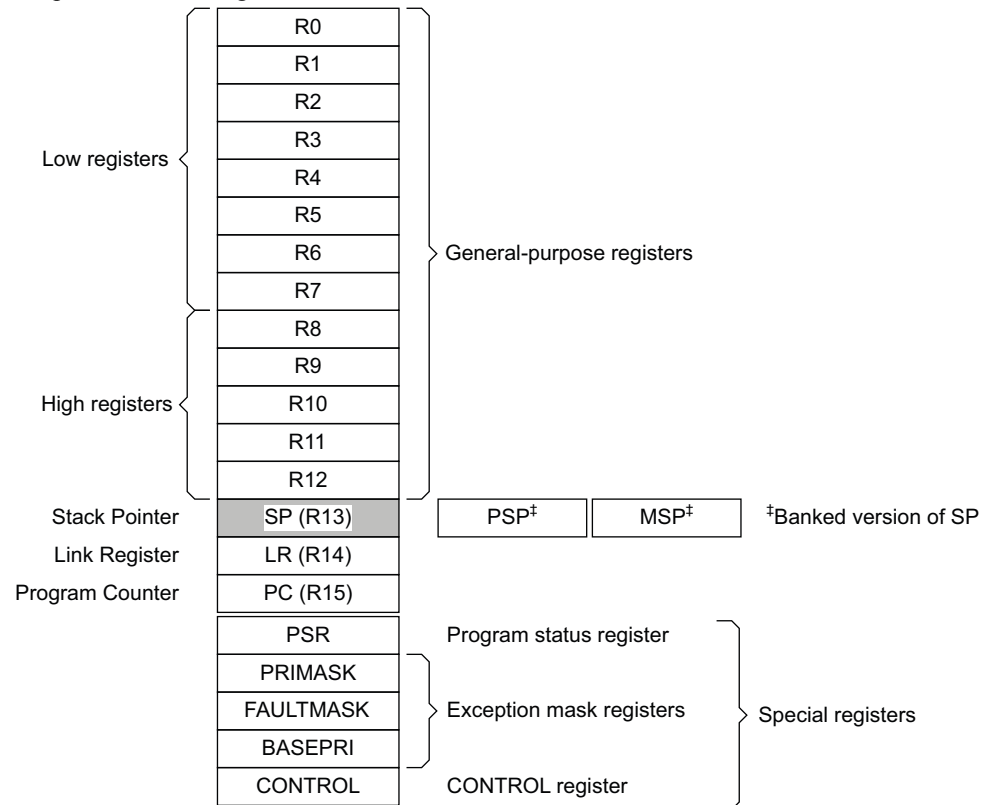 R0
R1
R2
R3
Low registers
R4
R5
R6
General-purpose registers
R7
R8
R9
High registers
R10
R11
R12
Stack Pointer
SP (R13)
PSP‡
MSP‡
‡Banked version of SP
Link Register
LR (R14)
Program Counter
PC (R15)
PSR
Program status register
PRIMASK
FAULTMASK
Exception mask registers
Special registers
BASEPRI
CONTROL
CONTROL register